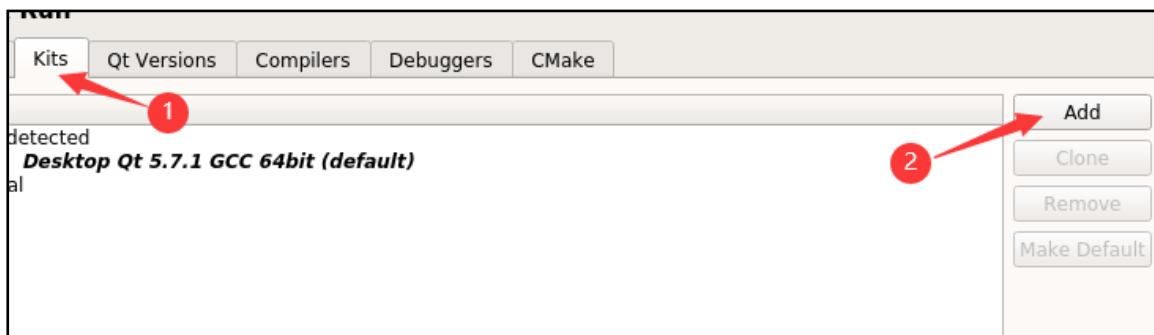 Run
Kits Qt Versions Compilers Debuggers CMake
1
Add
detected
2
Desktop Qt 5.7.1 GCC 64bit (default)
Clone
al
Remove
Make Default